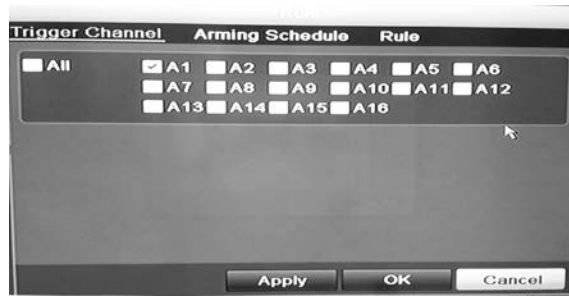 Trigger Channel Arming Schedule Rule
All A1 A2 A3 A4 A5 A6
A7 A8 A9 A10 A11 A12
A13 A14 A15 A16
Apply OK Cancel